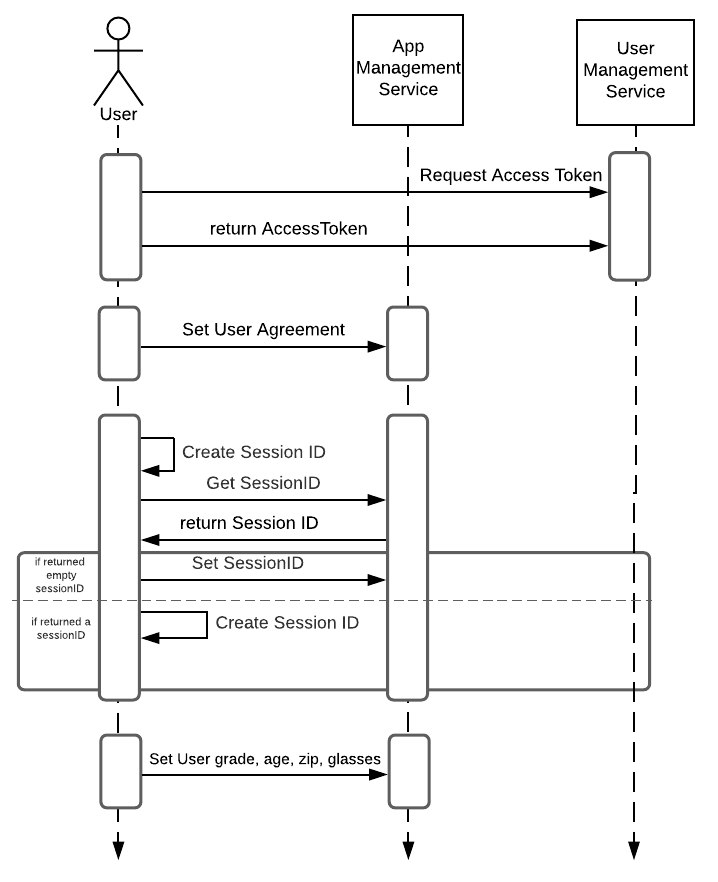 User
App
Management
Service
User
Management
Service
Request Access Token
return AccessToken
Set User Agreement
Create Session ID
Get SessionID
return Session ID
if returned
empty
sessionID
Set SessionID
if returned a
sessionID
Create Session ID
Set User grade, age, zip, glasses